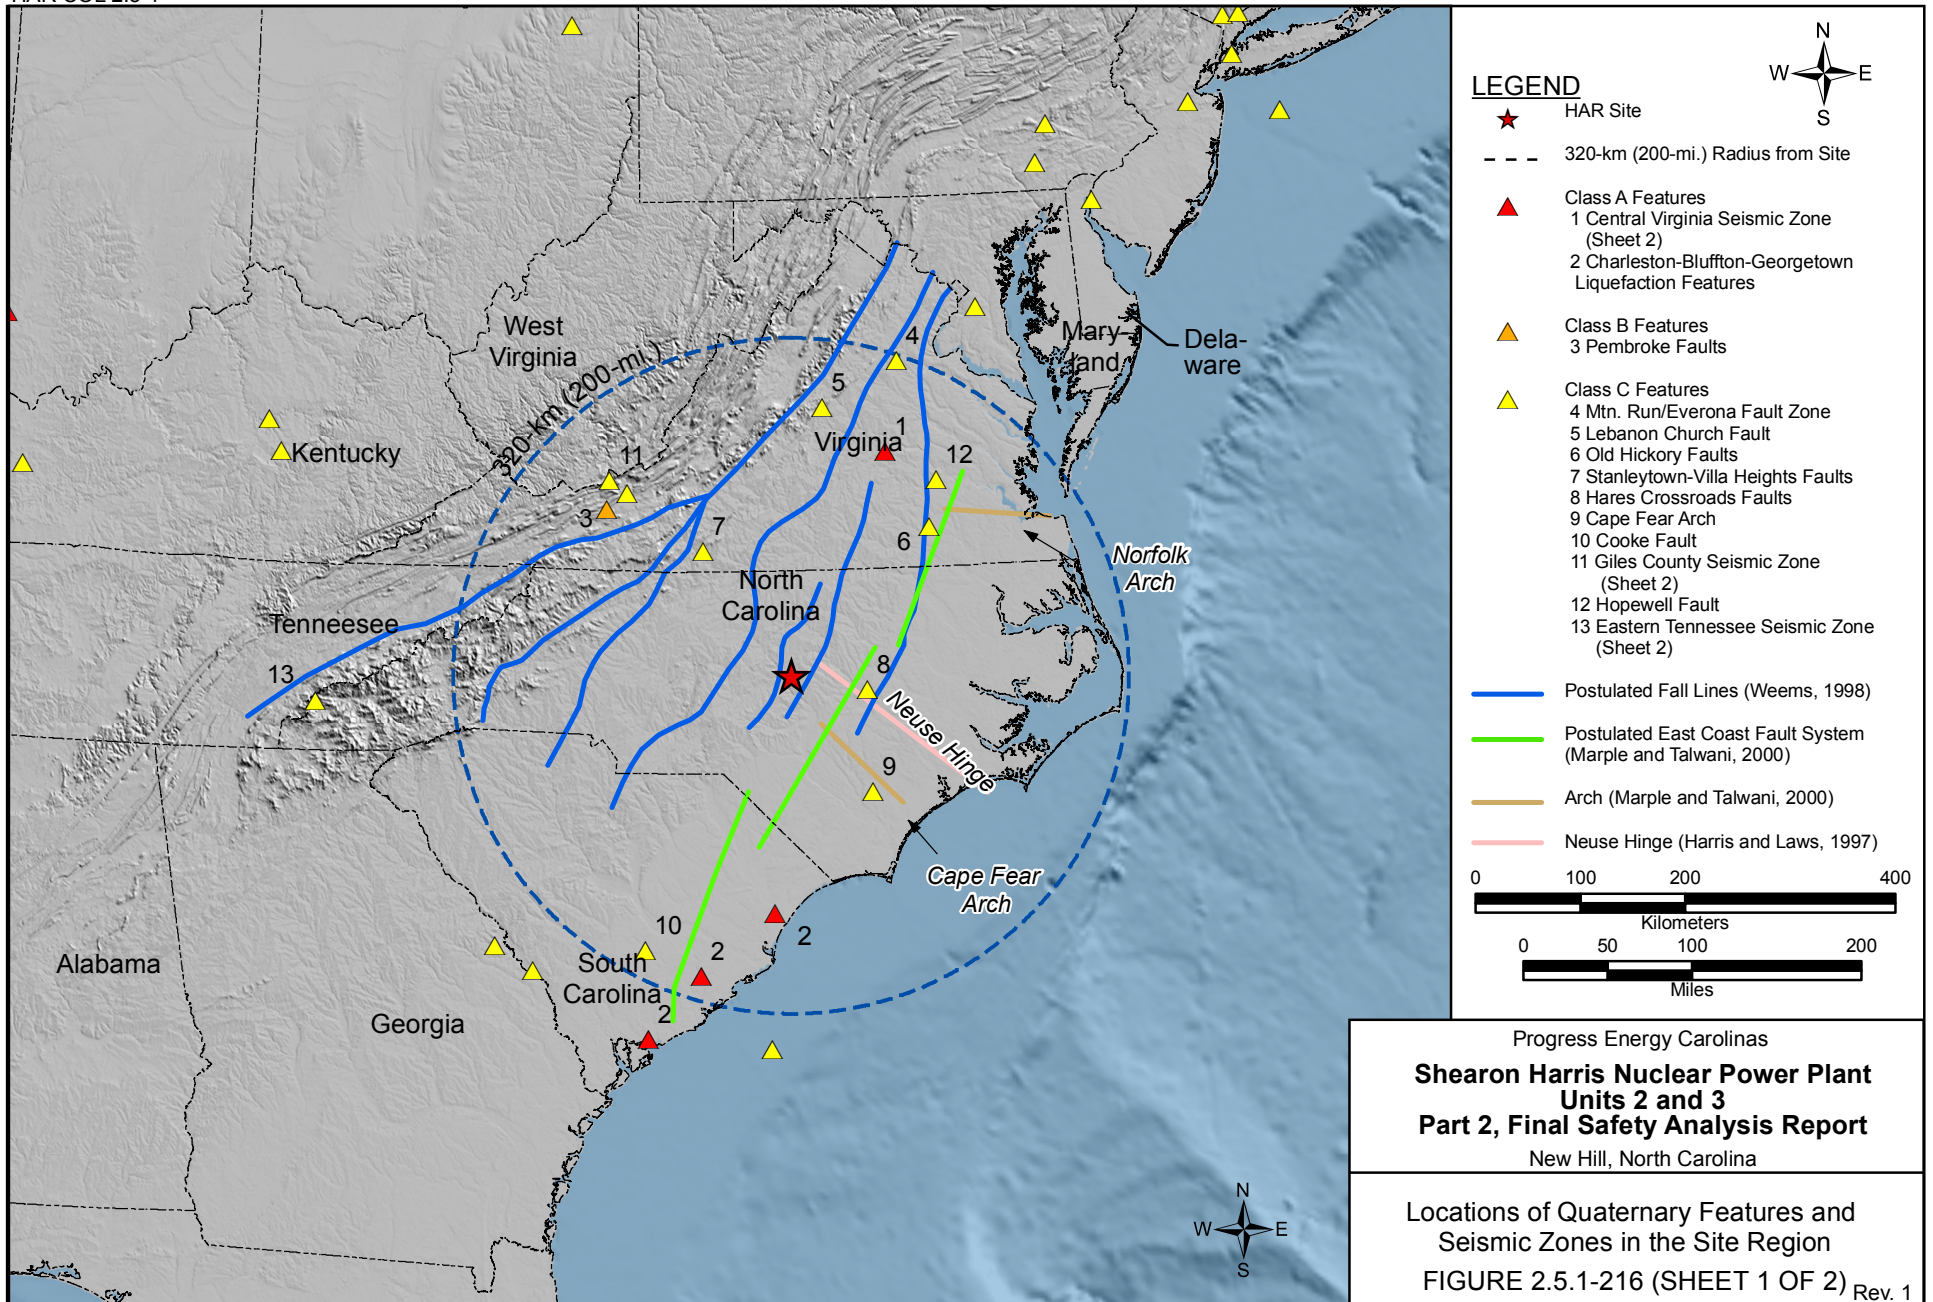 HAR COL 2.5-1
West
Virginia
Mary-
land
Dela-
ware
320-km (200-mi.)
4
5
1
Virginia
12
11
Kentucky
3
7
6
Norfolk
Arch
North
Carolina
Tenneesee
13
8
Neuse Hinge
9
Cape Fear
Arch
10
2
2
South
Carolina
2
Alabama
Georgia
N
W E
S
LEGEND
HAR Site
320-km (200-mi.) Radius from Site
Class A Features
1 Central Virginia Seismic Zone
(Sheet 2)
2 Charleston-Bluffton-Georgetown
Liquefaction Features
Class B Features
3 Pembroke Faults
Class C Features
4 Mtn. Run/Everona Fault Zone
5 Lebanon Church Fault
6 Old Hickory Faults
7 Stanleytown-Villa Heights Faults
8 Hares Crossroads Faults
9 Cape Fear Arch
10 Cooke Fault
11 Giles County Seismic Zone
(Sheet 2)
12 Hopewell Fault
13 Eastern Tennessee Seismic Zone
(Sheet 2)
Postulated Fall Lines (Weems, 1998)
Postulated East Coast Fault System
(Marple and Talwani, 2000)
Arch (Marple and Talwani, 2000)
Neuse Hinge (Harris and Laws, 1997)
0 100 200 400
Kilometers
0 50 100 200
Miles
N
W E
S
Progress Energy Carolinas
Shearon Harris Nuclear Power Plant
Units 2 and 3
Part 2, Final Safety Analysis Report
New Hill, North Carolina
Locations of Quaternary Features and
Seismic Zones in the Site Region
FIGURE 2.5.1-216 (SHEET 1 OF 2) Rev. 1